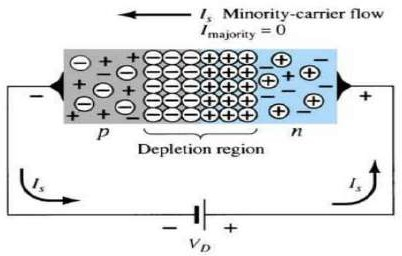 I_s Minority-carrier flow
I_majority = 0
− +
p n
Depletion region
I_s I_s
− +
V_D